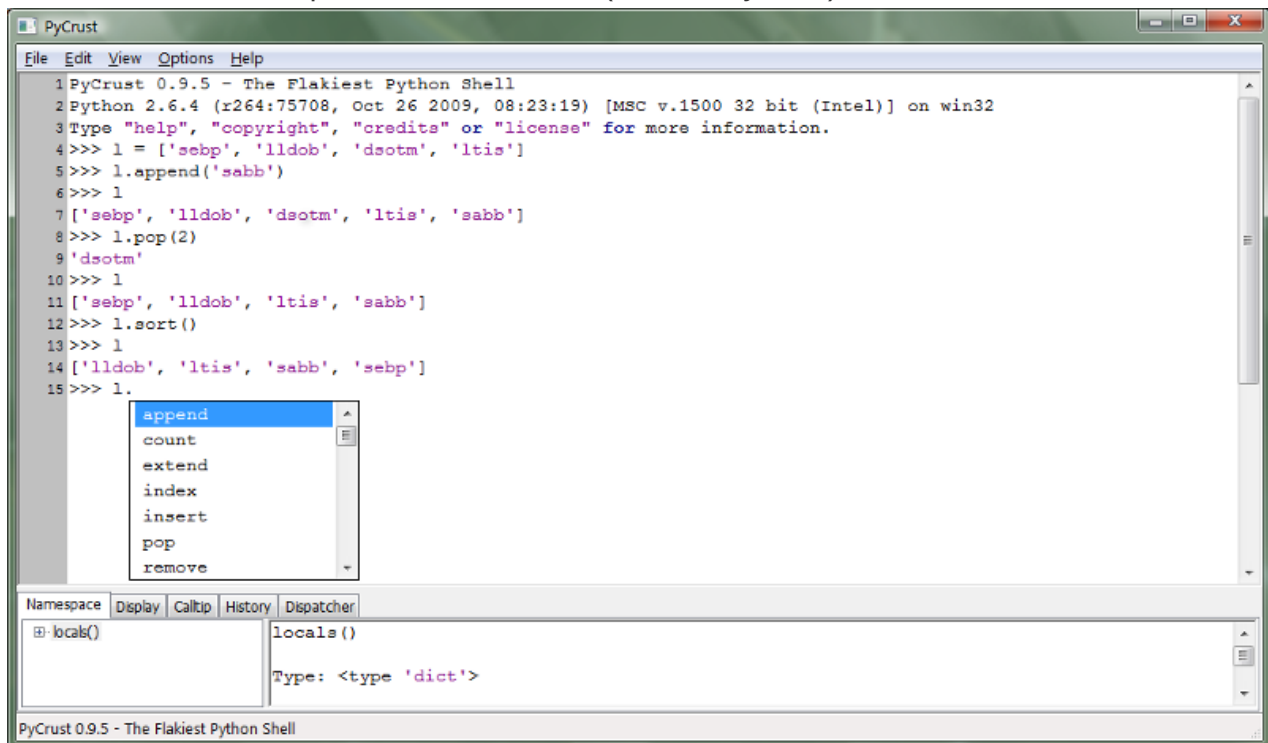 PyCrust
File Edit View Options Help
1 PyCrust 0.9.5 - The Flakiest Python Shell
2 Python 2.6.4 (r264:75708, Oct 26 2009, 08:23:19) [MSC v.1500 32 bit (Intel)] on win32
3 Type "help", "copyright", "credits" or "license" for more information.
4 >>> l = ['sebp', 'lldob', 'dsotm', 'ltis']
5 >>> l.append('sabb')
6 >>> l
7 ['sebp', 'lldob', 'dsotm', 'ltis', 'sabb']
8 >>> l.pop(2)
9 'dsotm'
10 >>> l
11 ['sebp', 'lldob', 'ltis', 'sabb']
12 >>> l.sort()
13 >>> l
14 ['lldob', 'ltis', 'sabb', 'sebp']
15 >>> l.
append
count
extend
index
insert
pop
remove
Namespace Display Calltip History Dispatcher
locals() locals()
Type: <type 'dict'>
PyCrust 0.9.5 - The Flakiest Python Shell